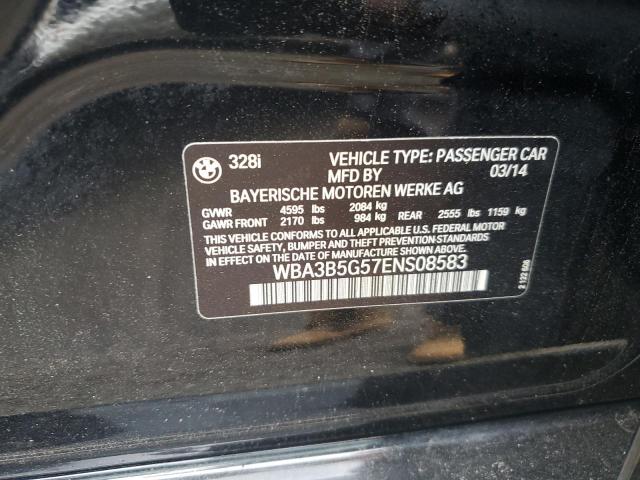 328i VEHICLE TYPE: PASSENGER CAR
MFD BY 03/14
BAYERISCHE MOTOREN WERKE AG
GVWR 4595 lbs 2084 kg
GAWR FRONT 2170 lbs 984 kg REAR 2555 lbs 1159 kg
THIS VEHICLE CONFORMS TO ALL APPLICABLE U.S. FEDERAL MOTOR
VEHICLE SAFETY, BUMPER AND THEFT PREVENTION STANDARDS IN
EFFECT ON THE DATE OF MANUFACTURE SHOWN ABOVE
WBA3B5G57ENS08583